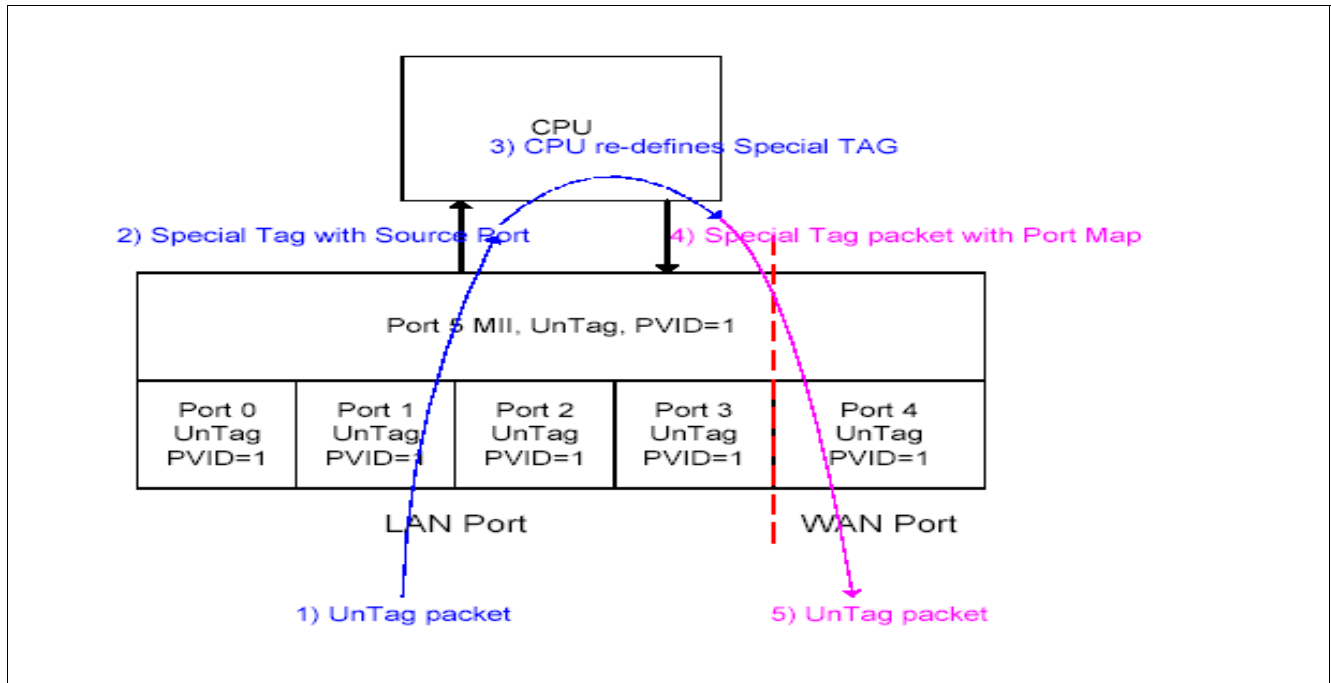 CPU
3) CPU re-defines Special TAG
2) Special Tag with Source Port
4) Special Tag packet with Port Map
Port 5 MII, UnTag, PVID=1
Port 0
UnTag
PVID=1
Port 1
UnTag
PVID=1
Port 2
UnTag
PVID=1
Port 3
UnTag
PVID=1
Port 4
UnTag
PVID=1
LAN Port
WAN Port
1) UnTag packet
5) UnTag packet